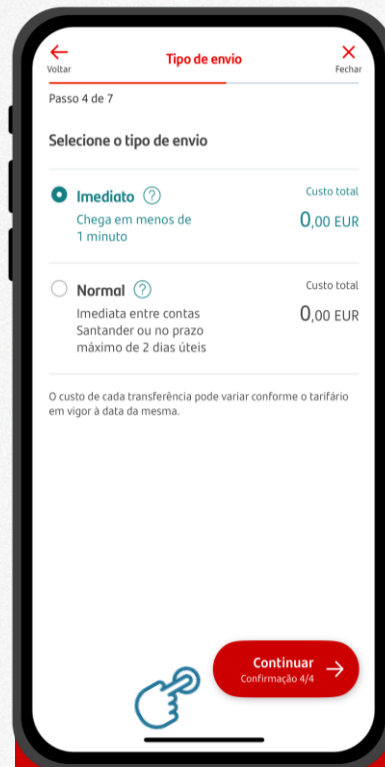 Voltar
Tipo de envio
Fechar
Passo 4 de 7
Selecione o tipo de envio
Imediato ?
Custo total
Chega em menos de
1 minuto
0,00 EUR
Normal ?
Custo total
Imediata entre contas
Santander ou no prazo
máximo de 2 dias úteis
0,00 EUR
O custo de cada transferência pode variar conforme o tarifário
em vigor à data da mesma.
Continuar
Confirmação 4/4